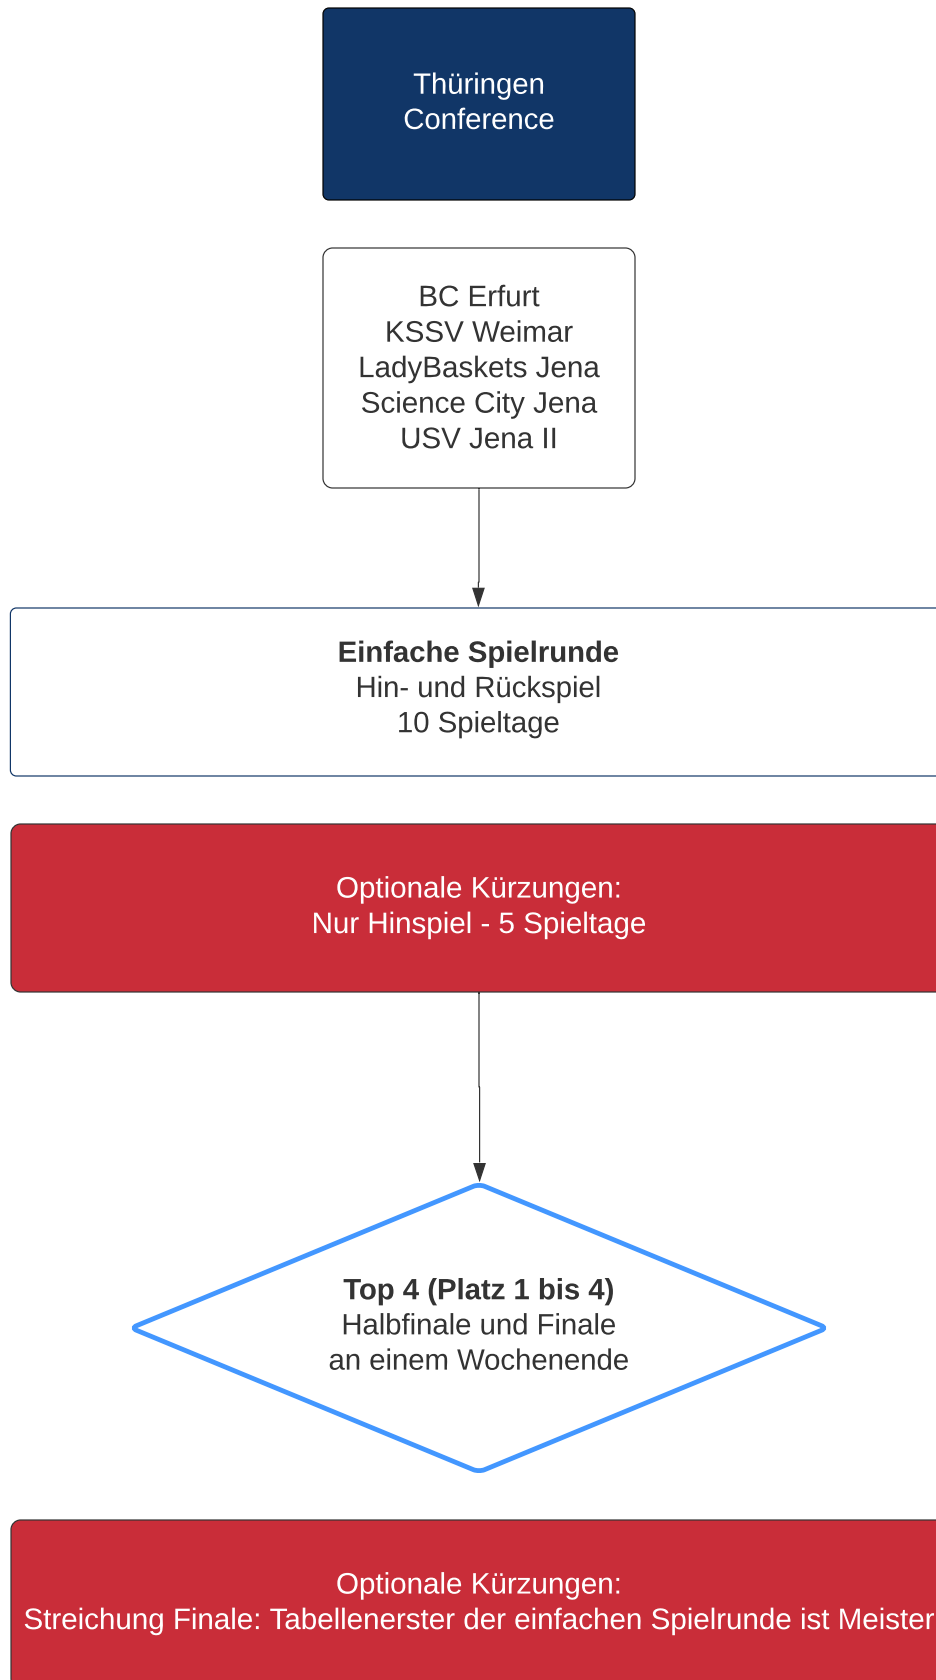 Thüringen
Conference
BC Erfurt
KSSV Weimar
LadyBaskets Jena
Science City Jena
USV Jena II
Einfache Spielrunde
Hin- und Rückspiel
10 Spieltage
Optionale Kürzungen:
Nur Hinspiel - 5 Spieltage
Top 4 (Platz 1 bis 4)
Halbfinale und Finale
an einem Wochenende
Optionale Kürzungen:
Streichung Finale: Tabellenerster der einfachen Spielrunde ist Meister